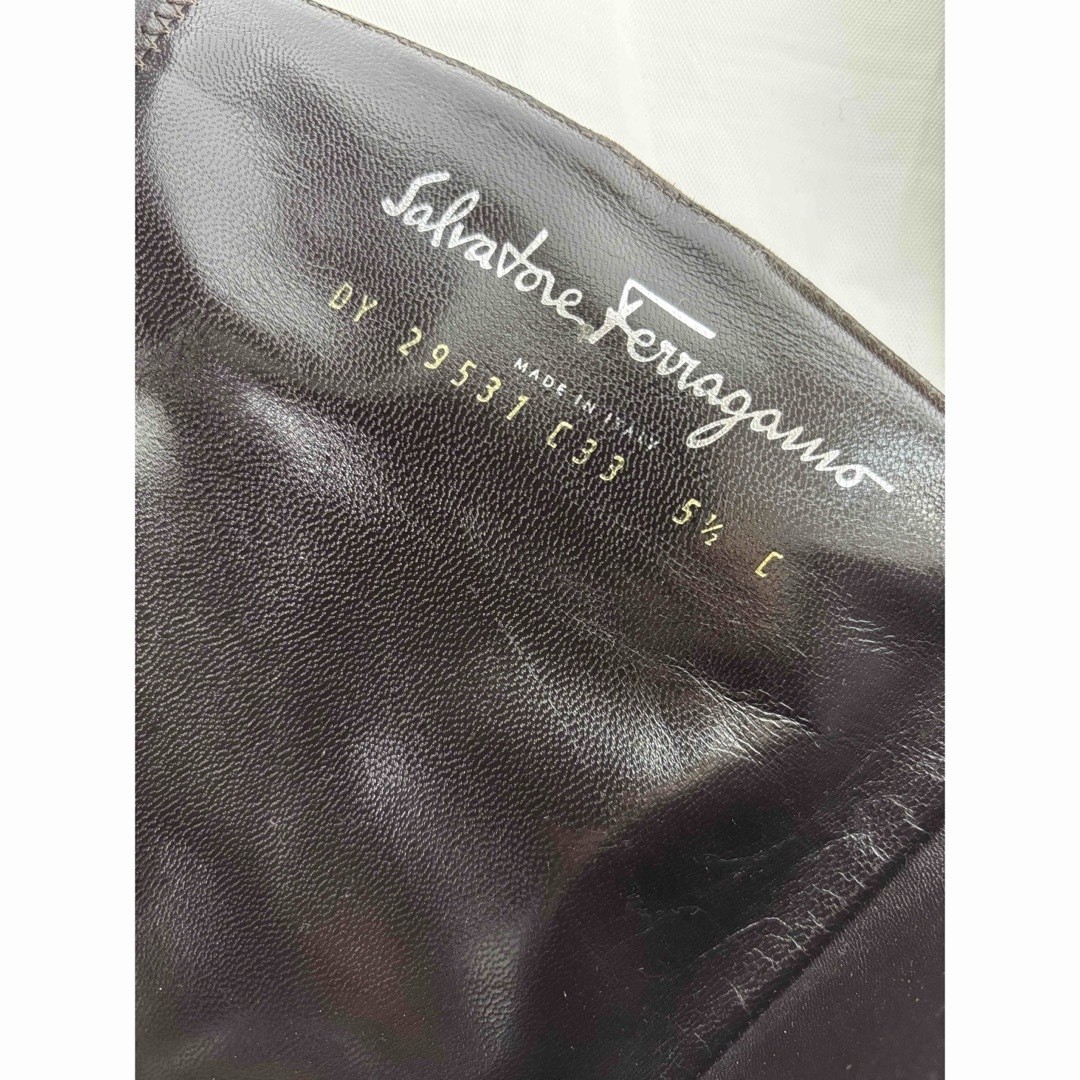 Salvatore Ferragamo
MADE IN ITALY
DY 29531 C33 5½ C